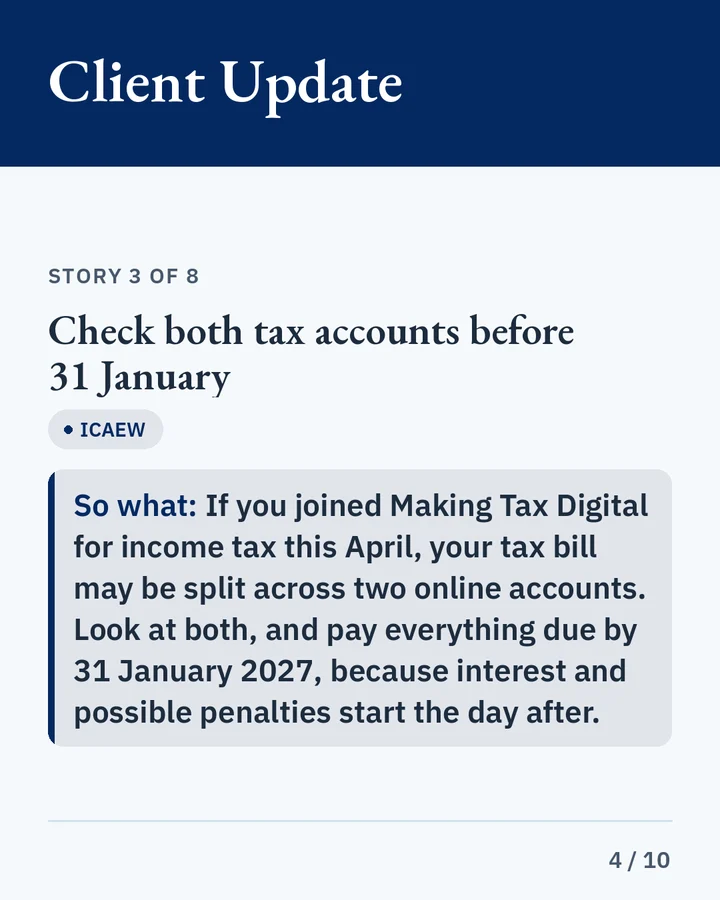 Client Update
STORY 3 OF 8
Check both tax accounts before
31 January
• ICAEW
So what: If you joined Making Tax Digital
for income tax this April, your tax bill
may be split across two online accounts.
Look at both, and pay everything due by
31 January 2027, because interest and
possible penalties start the day after.
4 / 10